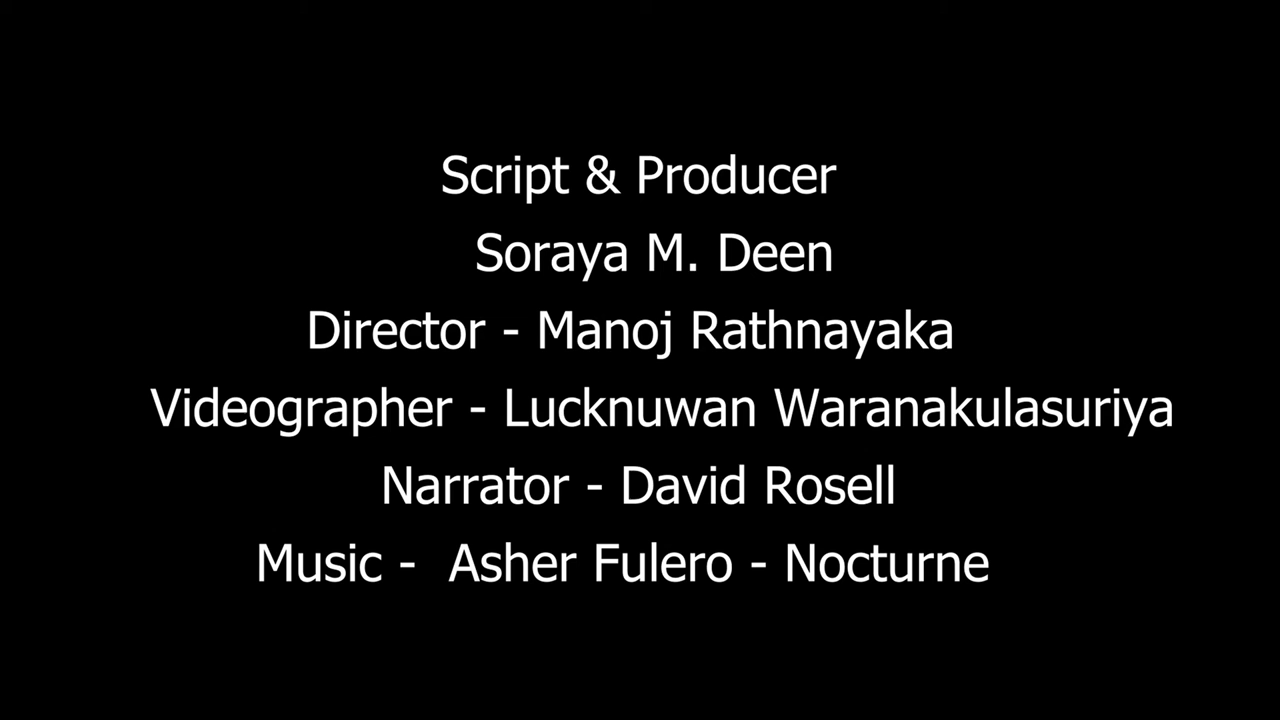 Script & Producer
Soraya M. Deen
Director - Manoj Rathnayaka
Videographer - Lucknuwan Waranakulasuriya
Narrator - David Rosell
Music -  Asher Fulero - Nocturne